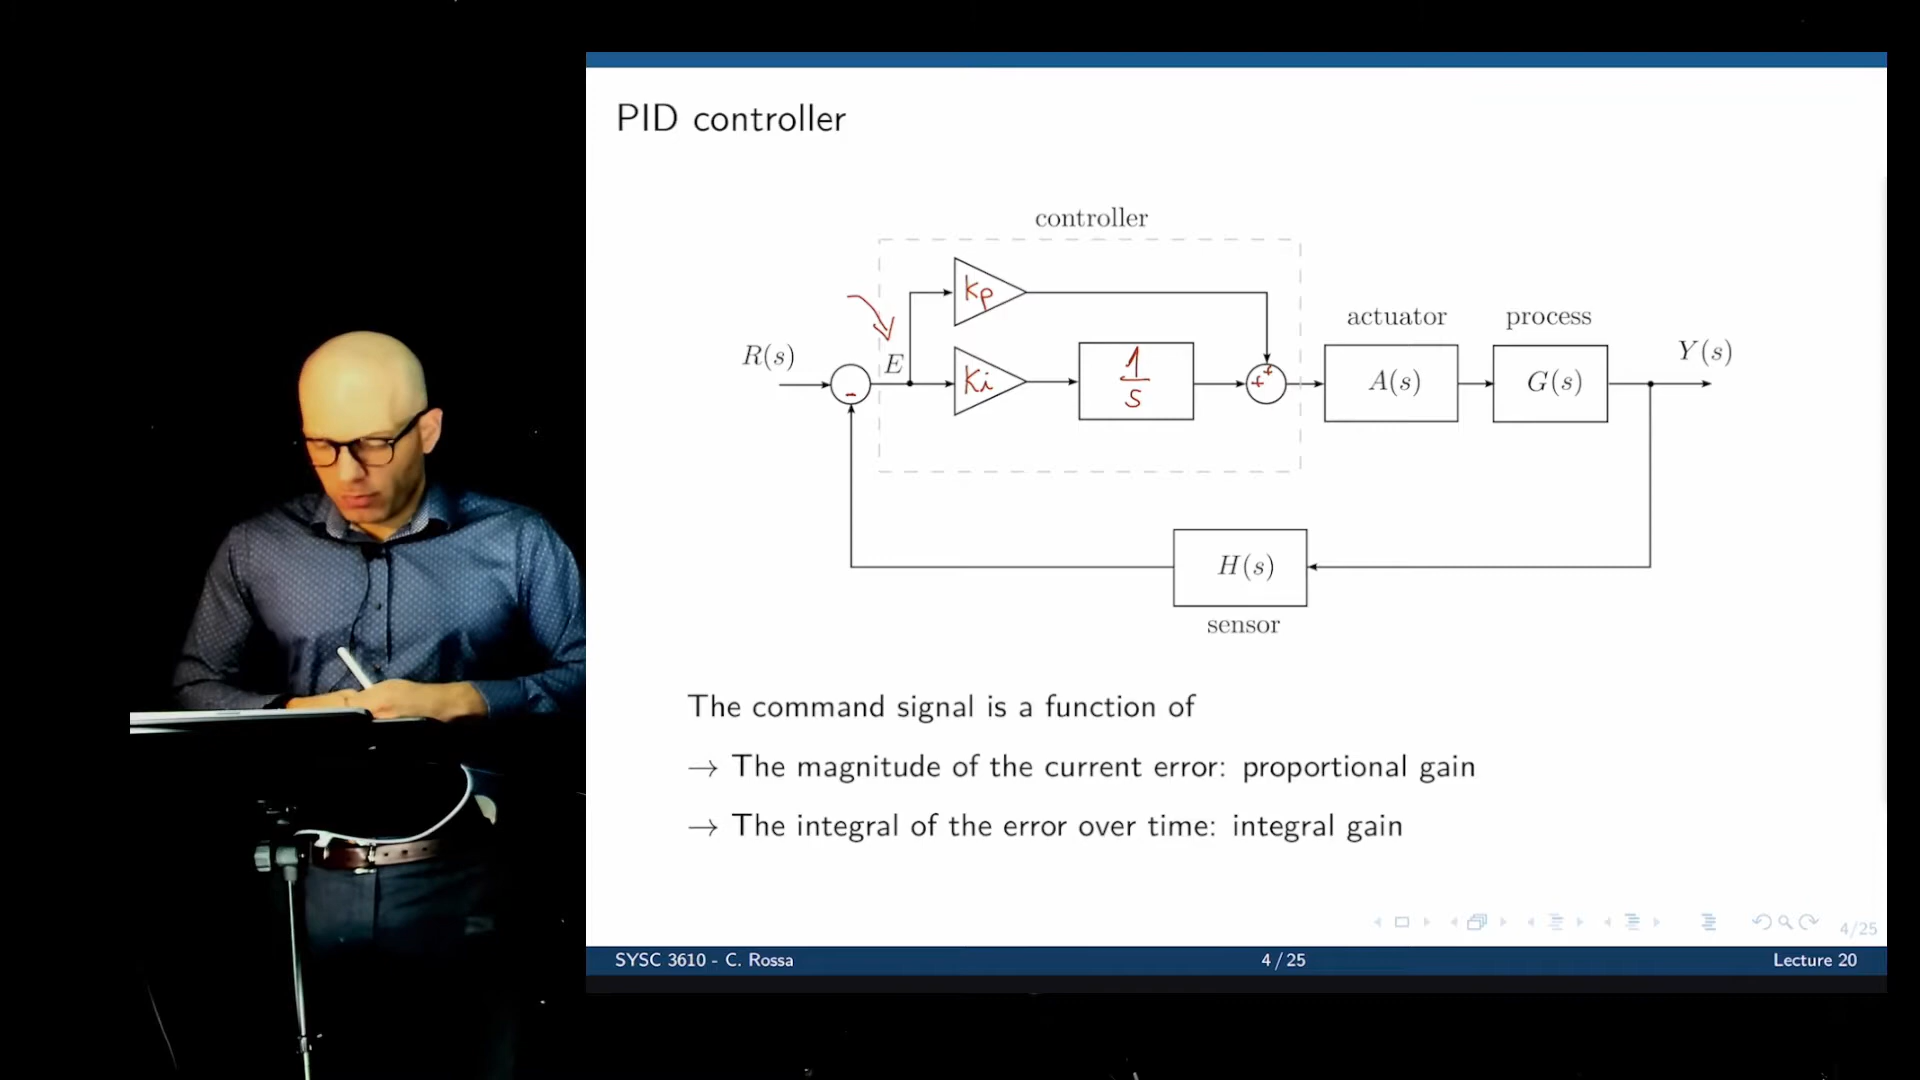 PID controller
controller
Kp
actuator
process
R(s)
E
Ki
1/s
A(s)
G(s)
Y(s)
-
+
+
H(s)
sensor
The command signal is a function of
→ The magnitude of the current error: proportional gain
→ The integral of the error over time: integral gain
4/25
SYSC 3610 - C. Rossa
4 / 25
Lecture 20